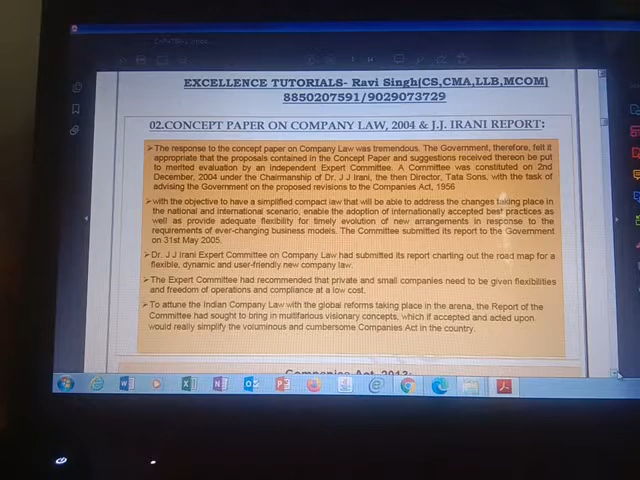 EXCELLENCE TUTORIALS- Ravi Singh(CS,CMA,LLB,MCOM)
8850207591/9029073729
02.CONCEPT PAPER ON COMPANY LAW, 2004 & J.J. IRANI REPORT:
➢ The response to the concept paper on Company Law was tremendous. The Government, therefore, felt it
appropriate that the proposals contained in the Concept Paper and suggestions received thereon be put
to merited evaluation by an independent Expert Committee. A Committee was constituted on 2nd
December, 2004 under the Chairmanship of Dr. J J Irani, the then Director, Tata Sons, with the task of
advising the Government on the proposed revisions to the Companies Act, 1956
➢ with the objective to have a simplified compact law that will be able to address the changes taking place in
the national and international scenario, enable the adoption of internationally accepted best practices as
well as provide adequate flexibility for timely evolution of new arrangements in response to the
requirements of ever-changing business models. The Committee submitted its report to the Government
on 31st May 2005.
➢ Dr. J J Irani Expert Committee on Company Law had submitted its report charting out the road map for a
flexible, dynamic and user-friendly new company law.
➢ The Expert Committee had recommended that private and small companies need to be given flexibilities
and freedom of operations and compliance at a low cost.
➢ To attune the Indian Company Law with the global reforms taking place in the arena, the Report of the
Committee had sought to bring in multifarious visionary concepts, which if accepted and acted upon
would really simplify the voluminous and cumbersome Companies Act in the country.
Companies Act, 2013: